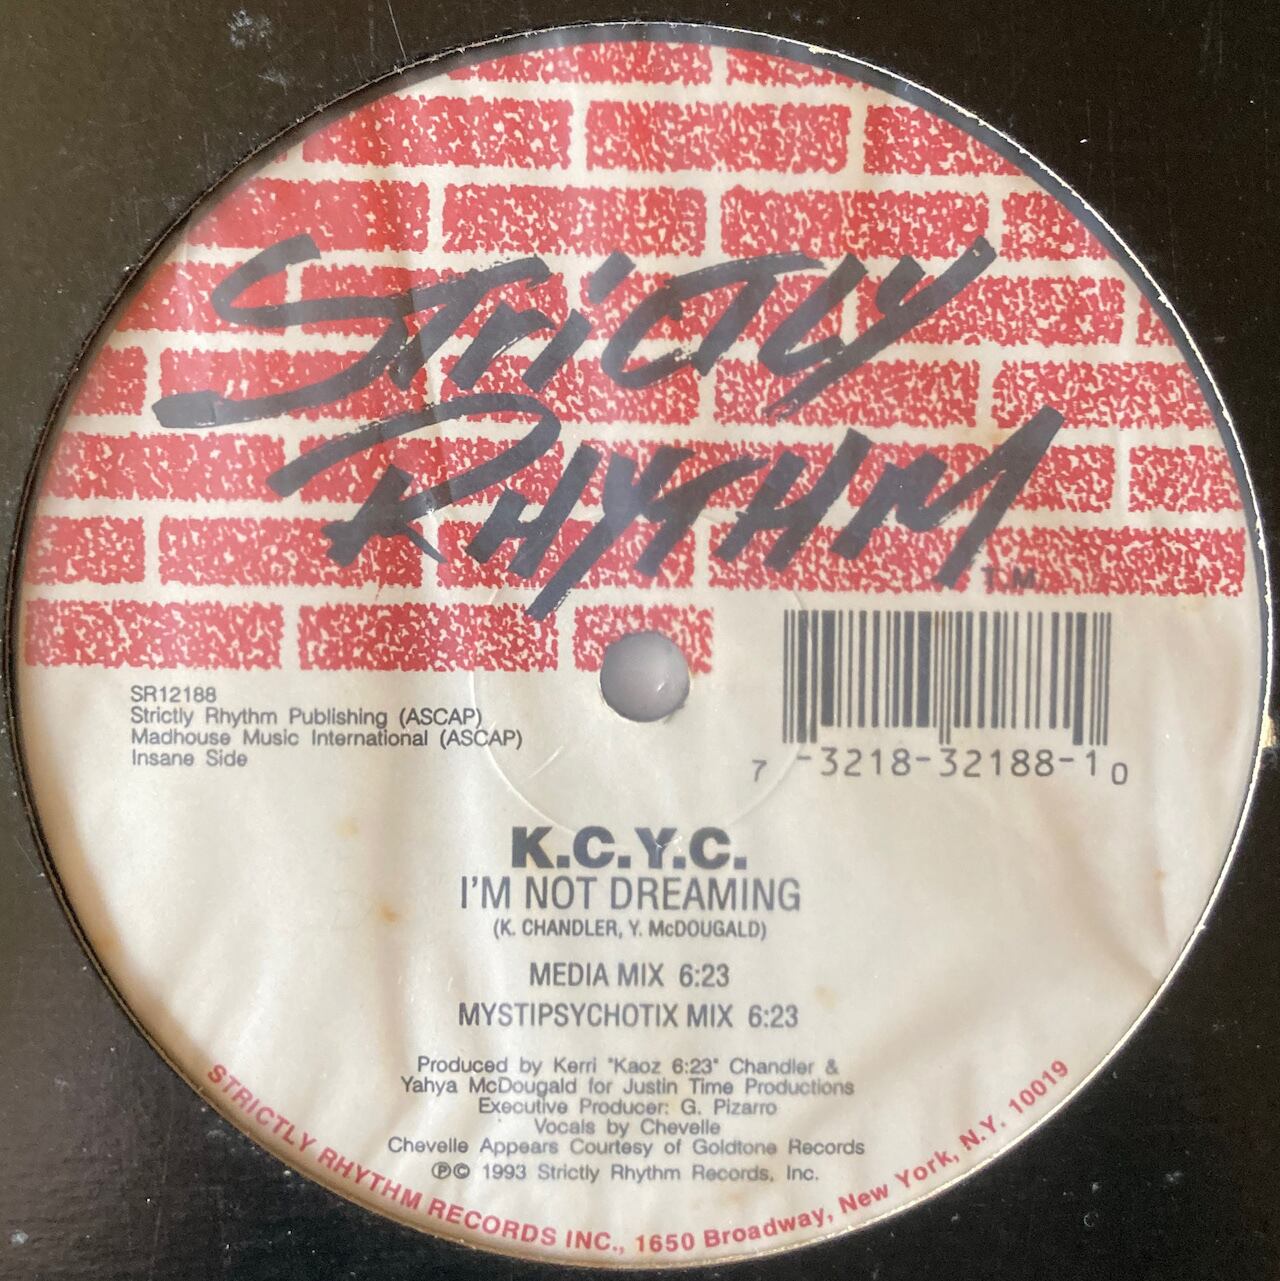 STRICTLY
RHYTHM
T.M.
SR12188
Strictly Rhythm Publishing (ASCAP)
Madhouse Music International (ASCAP)
Insane Side
7 -3218-32188-1 0
K.C.Y.C.
I'M NOT DREAMING
(K. CHANDLER, Y. McDOUGALD)
MEDIA MIX 6:23
MYSTIPSYCHOTIX MIX 6:23
Produced by Kerri "Kaoz 6:23" Chandler &
Yahya McDougald for Justin Time Productions
Executive Producer: G. Pizarro
Vocals by Chevelle
Chevelle Appears Courtesy of Goldtone Records
℗© 1993 Strictly Rhythm Records, Inc.
STRICTLY RHYTHM RECORDS INC., 1650 Broadway, New York, N.Y. 10019